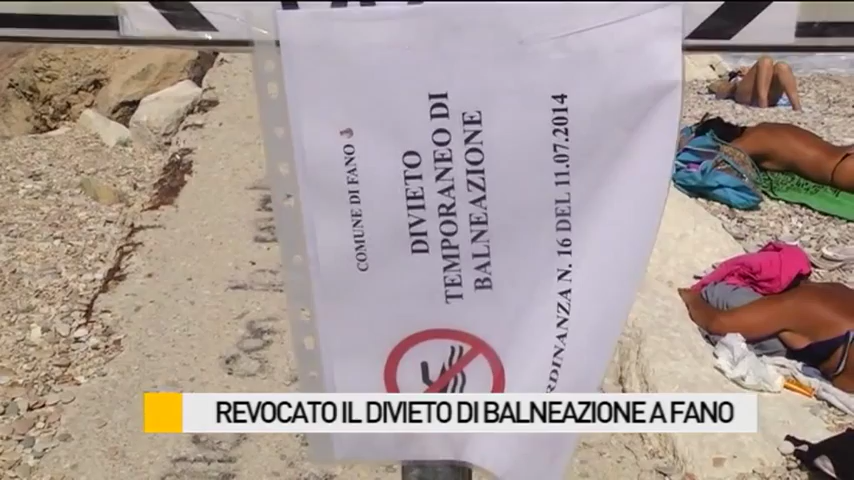 COMUNE DI FANO
DIVIETO
TEMPORANEO DI
BALNEAZIONE
RDINANZA N. 16 DEL 11.07.2014
REVOCATO IL DIVIETO DI BALNEAZIONE A FANO